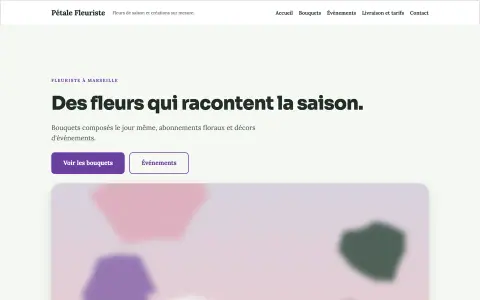 Pétale Fleuriste
Fleurs de saison et créations sur mesure
Accueil Bouquets Événements Livraison et tarifs Contact
FLEURISTE À MARSEILLE
Des fleurs qui racontent la saison.
Bouquets composés le jour même, abonnements floraux et décors
d'événements.
Voir les bouquets
Événements